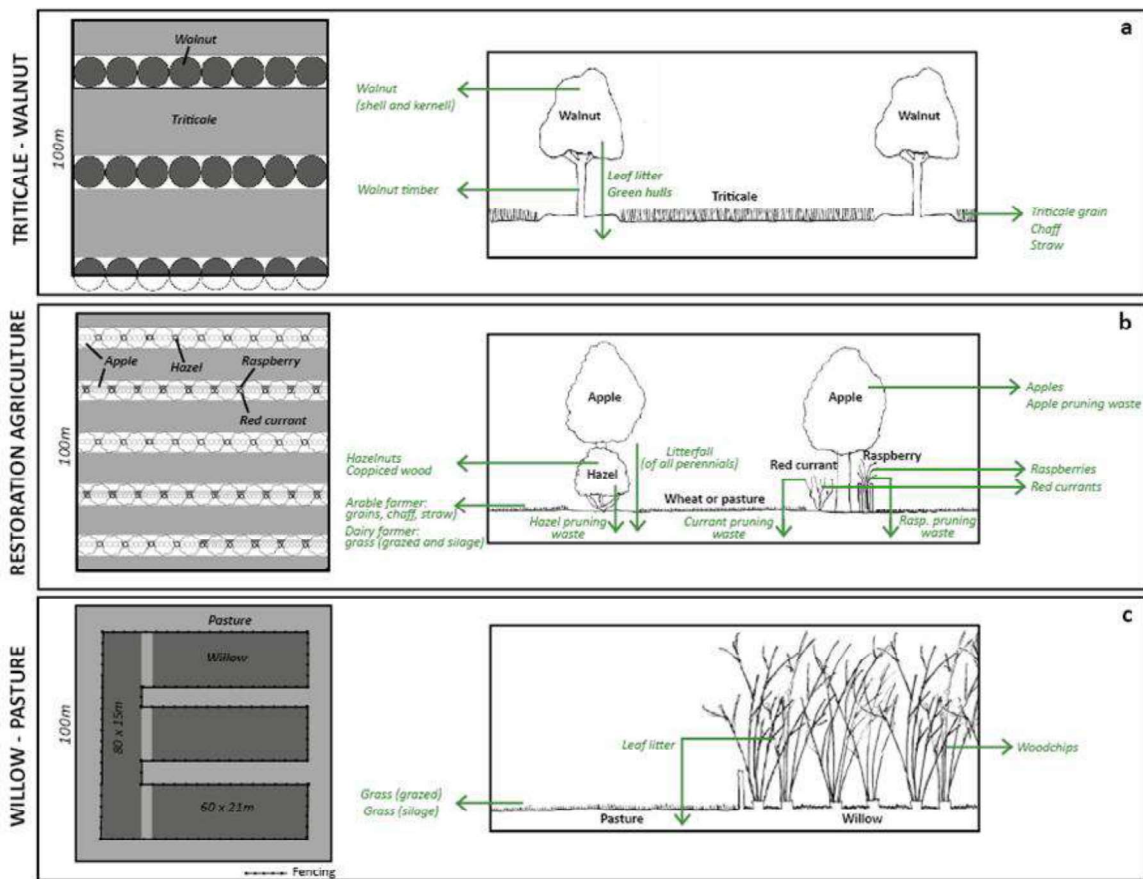 TRITICALE - WALNUT
a
100m
Walnut
Triticale
Walnut
(shell and kernell)
Walnut timber
Walnut
Leaf litter
Green hulls
Triticale
Walnut
Triticale grain
Chaff
Straw
RESTORATION AGRICULTURE
b
100m
Apple
Hazel
Raspberry
Red currant
Hazelnuts
Coppiced wood
Arable farmer:
grains, chaff, straw)
Dairy farmer:
grass (grazed and silage)
Apple
Hazel
Litterfall
(of all perennials)
Hazel pruning
waste
Wheat or pasture
Apple
Red currant
Raspberry
Currant pruning
waste
Rasp. pruning
waste
Apples
Apple pruning waste
Raspberries
Red currants
WILLOW - PASTURE
c
100m
Pasture
Willow
80 x 15m
60 x 21m
Fencing
Grass (grazed)
Grass (silage)
Leaf litter
Pasture
Willow
Woodchips